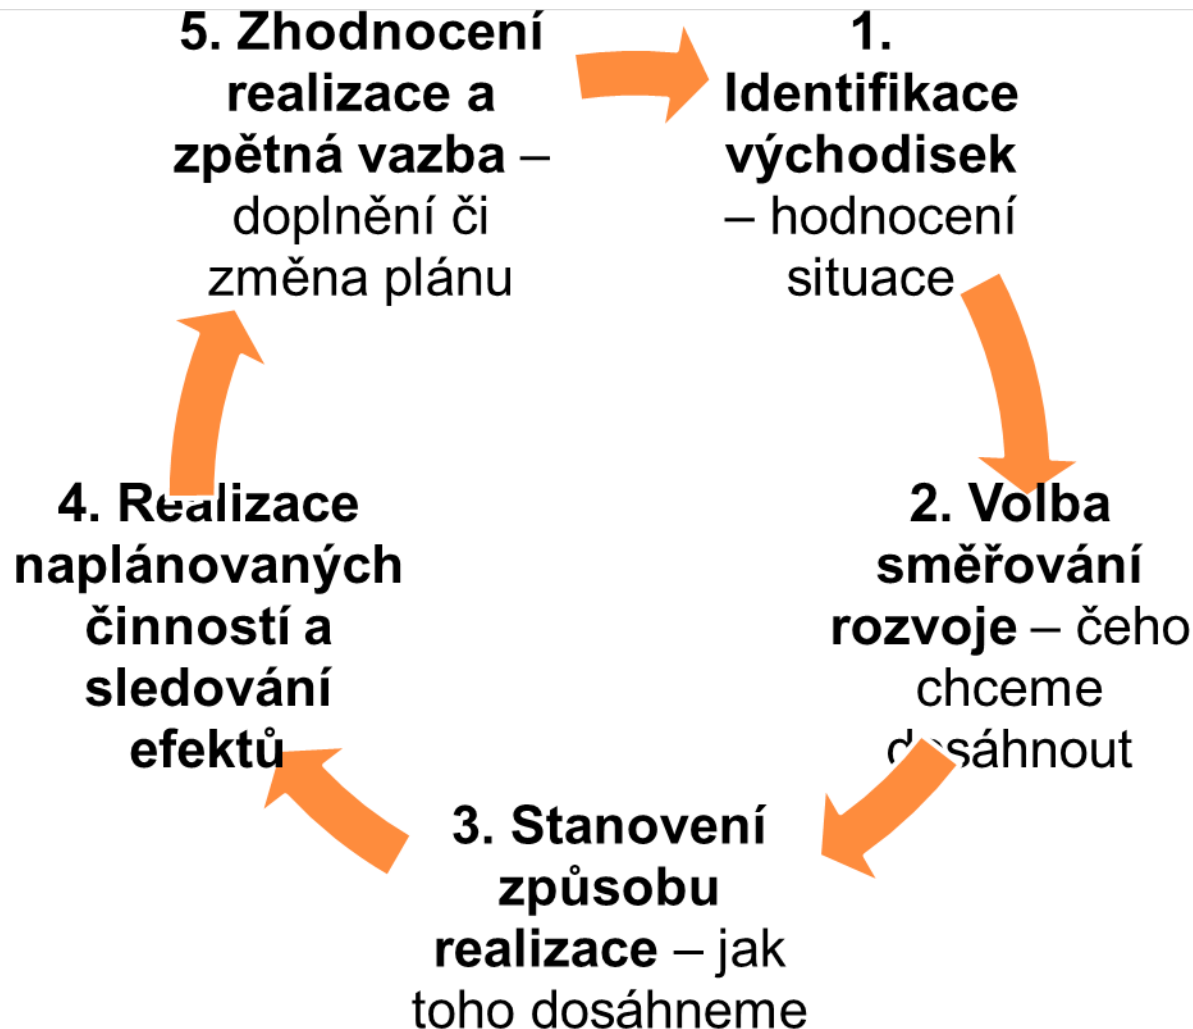 1.
Identifikace
východisek
– hodnocení
situace
2. Volba
směřování
rozvoje – čeho
chceme
dosáhnout
3. Stanovení
způsobu
realizace – jak
toho dosáhneme
4. Realizace
naplánovaných
činností a
sledování
efektů
5. Zhodnocení
realizace a
zpětná vazba –
doplnění či
změna plánu